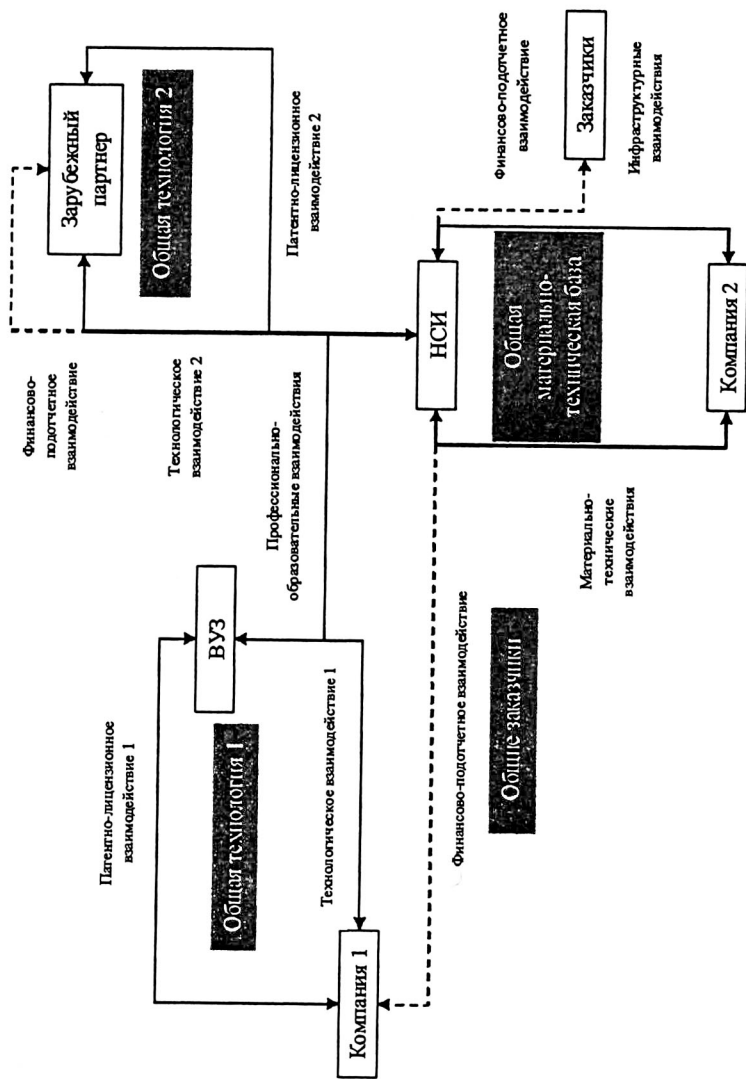 Патентно-лицензионное
взаимодействие 1
Финансово-
подотчетное
взаимодействие
Зарубежный
партнер
ВУЗ
Технологическое
взаимодействие 2
Общая технология 2
Общая технология 1
Профессионально-
образовательные взаимодействия
Патентно-лицензионное
взаимодействие 2
Технологическое взаимодействие 1
Компания 1
Финансово-подотчетное взаимодействие
НСИ
Финансово-подотчетное
взаимодействие
Общие заказчики
Общая
материально-
техническая база
Заказчики
Материально-
технические
взаимодействия
Инфраструктурные
взаимодействия
Компания 2